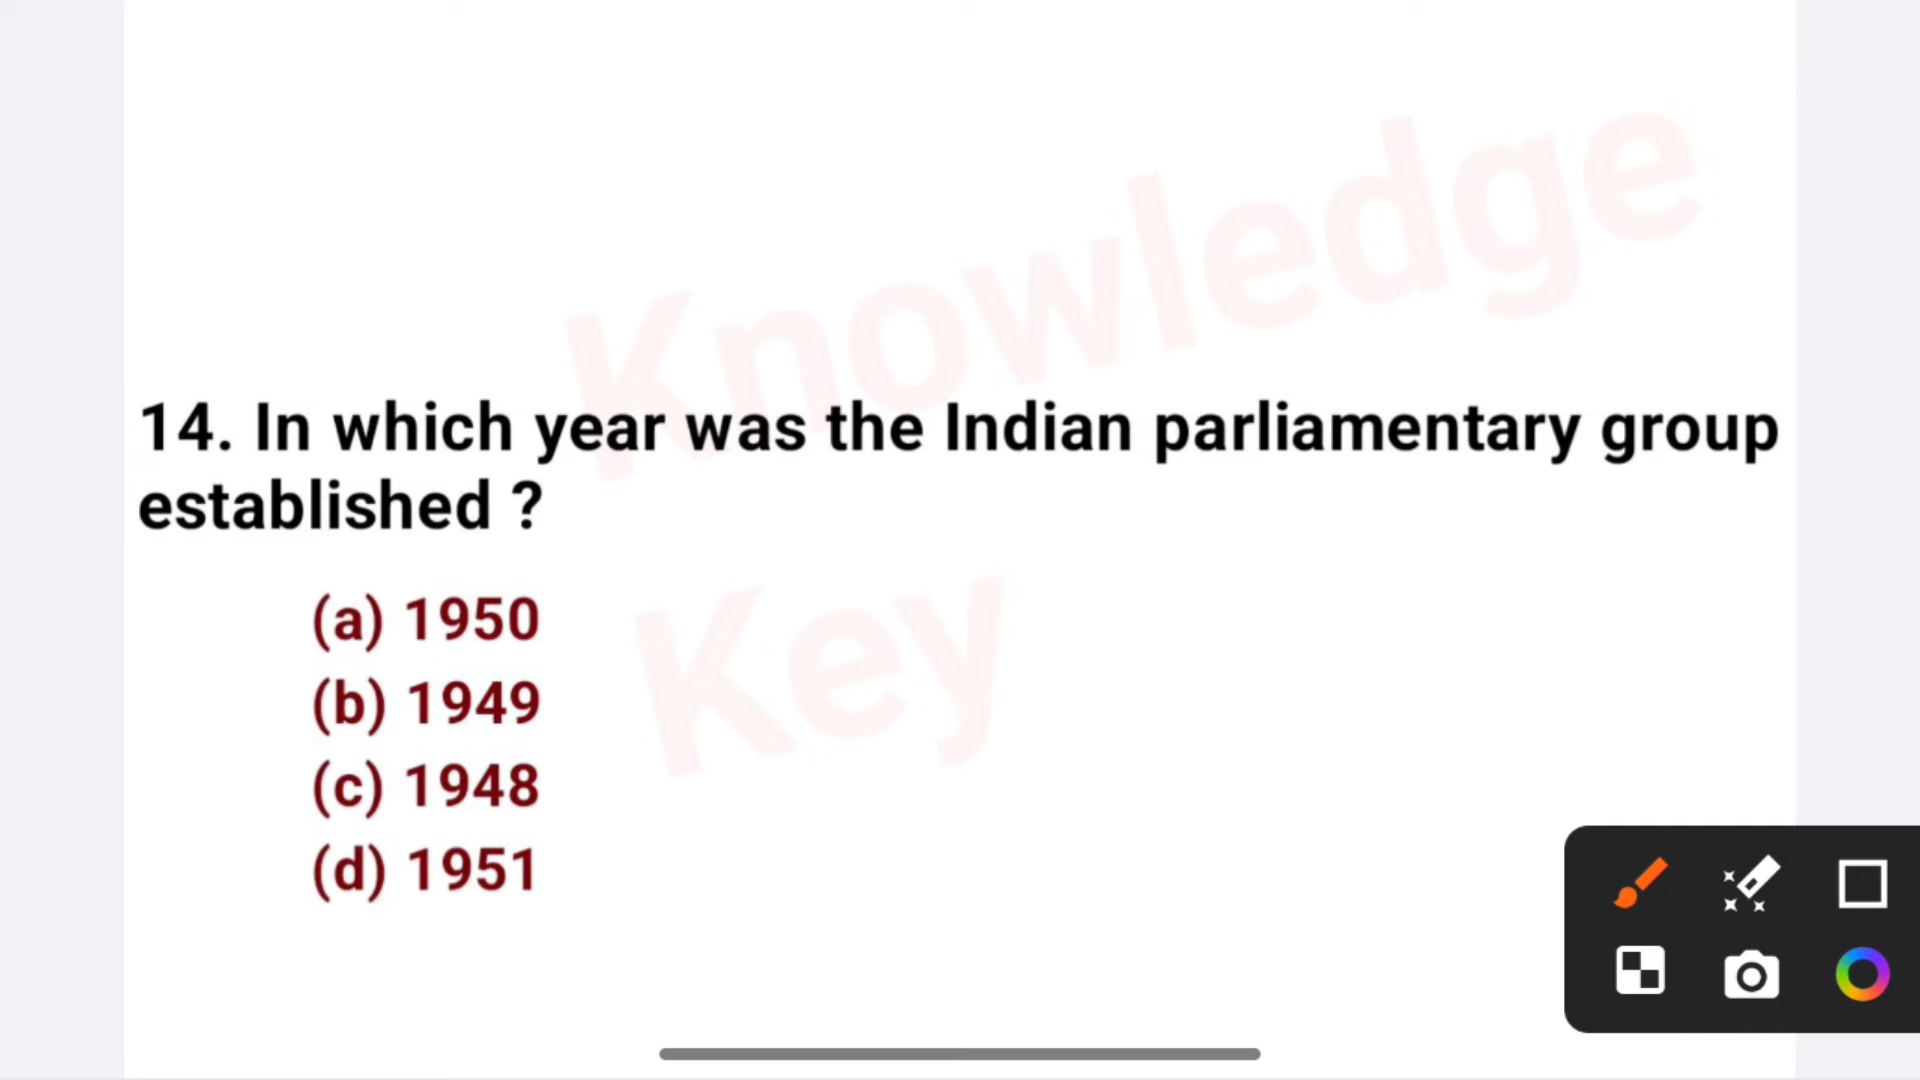 Knowledge
Key
14. In which year was the Indian parliamentary group
established ?
(a) 1950
(b) 1949
(c) 1948
(d) 1951